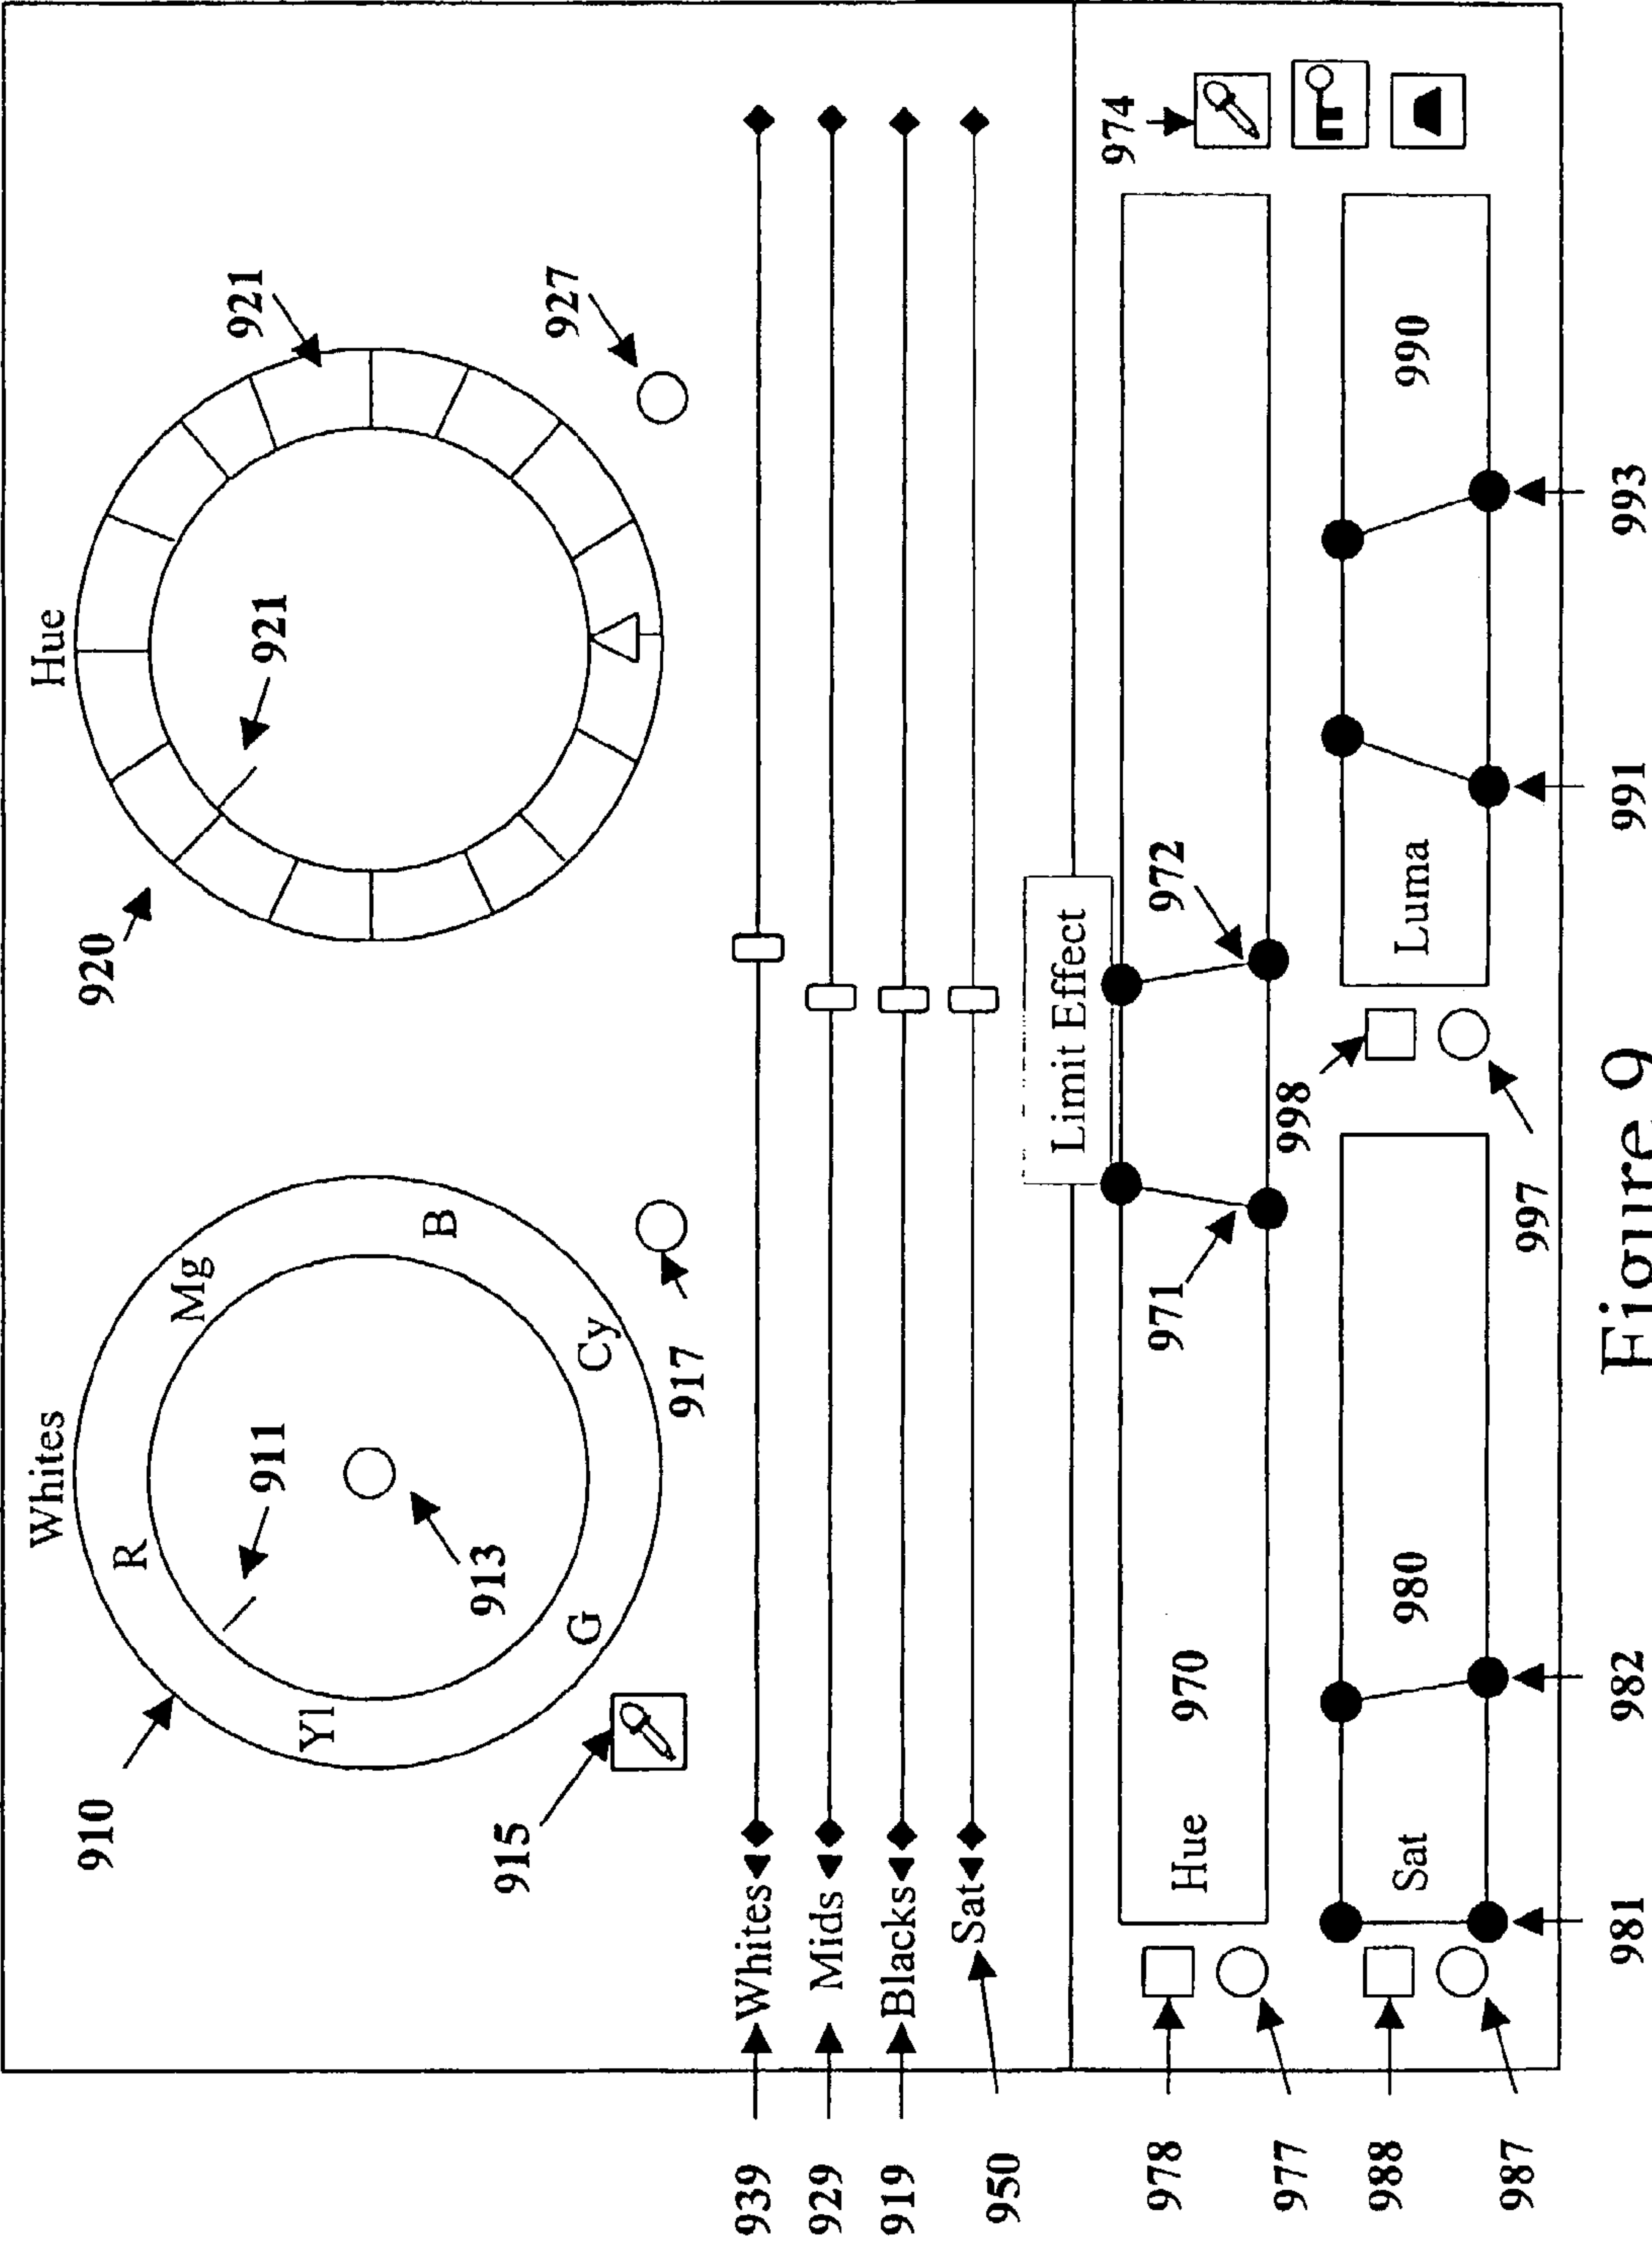 Whites
Hue
910
R
911
Mg
920
921
921
Yl
913
B
915
G
Cy
917
927
939
Whites
929
Mids
919
Blacks
950
Sat
Limit Effect
974
978
Hue
970
971
972
977
998
988
Sat
980
Luma
990
987
997
981
982
991
993
Figure 9